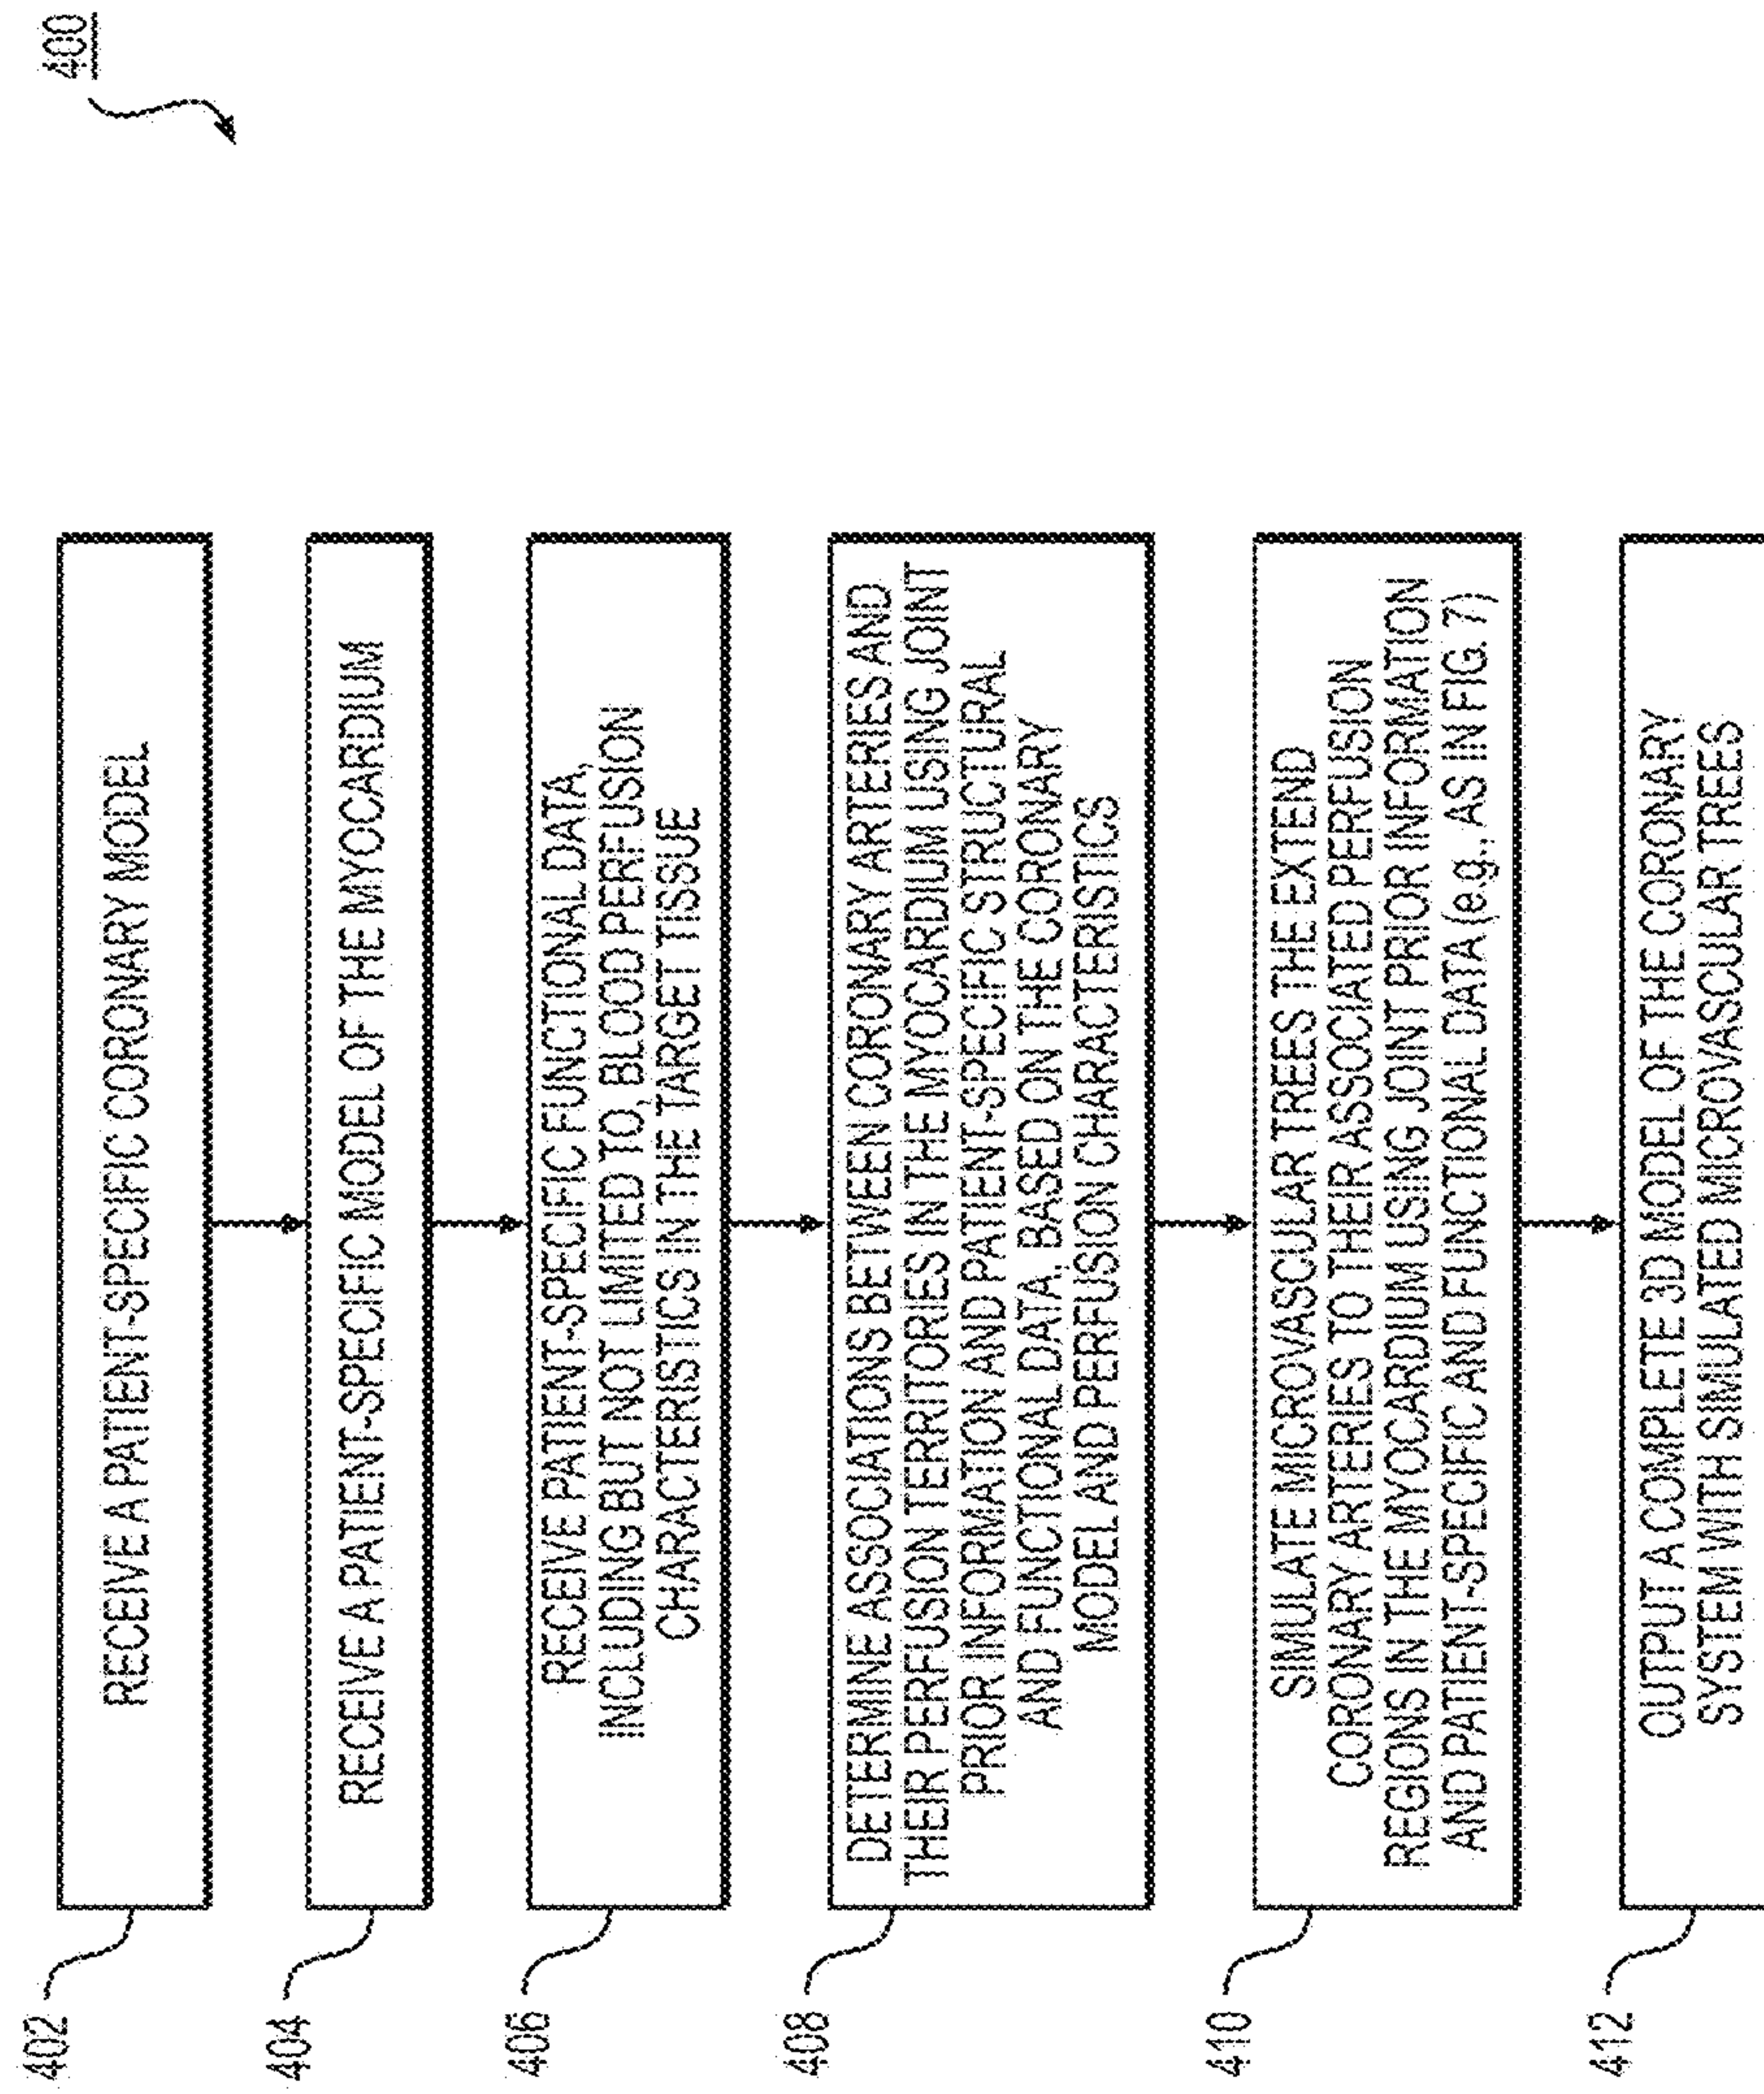 400
402
RECEIVE A PATIENT-SPECIFIC CORONARY MODEL
404
RECEIVE A PATIENT-SPECIFIC MODEL OF THE MYOCARDIUM
406
RECEIVE PATIENT-SPECIFIC FUNCTIONAL DATA,
INCLUDING BUT NOT LIMITED TO, BLOOD PERFUSION
CHARACTERISTICS IN THE TARGET TISSUE
408
DETERMINE ASSOCIATIONS BETWEEN CORONARY ARTERIES AND
THEIR PERFUSION TERRITORIES IN THE MYOCARDIUM USING JOINT
PRIOR INFORMATION AND PATIENT-SPECIFIC STRUCTURAL
AND FUNCTIONAL DATA, BASED ON THE CORONARY
MODEL AND PERFUSION CHARACTERISTICS
410
SIMULATE MICROVASCULAR TREES THE EXTEND
CORONARY ARTERIES TO THEIR ASSOCIATED PERFUSION
REGIONS IN THE MYOCARDIUM USING JOINT PRIOR INFORMATION
AND PATIENT-SPECIFIC AND FUNCTIONAL DATA (e.g., AS IN FIG. 7)
412
OUTPUT A COMPLETE 3D MODEL OF THE CORONARY
SYSTEM WITH SIMULATED MICROVASCULAR TREES